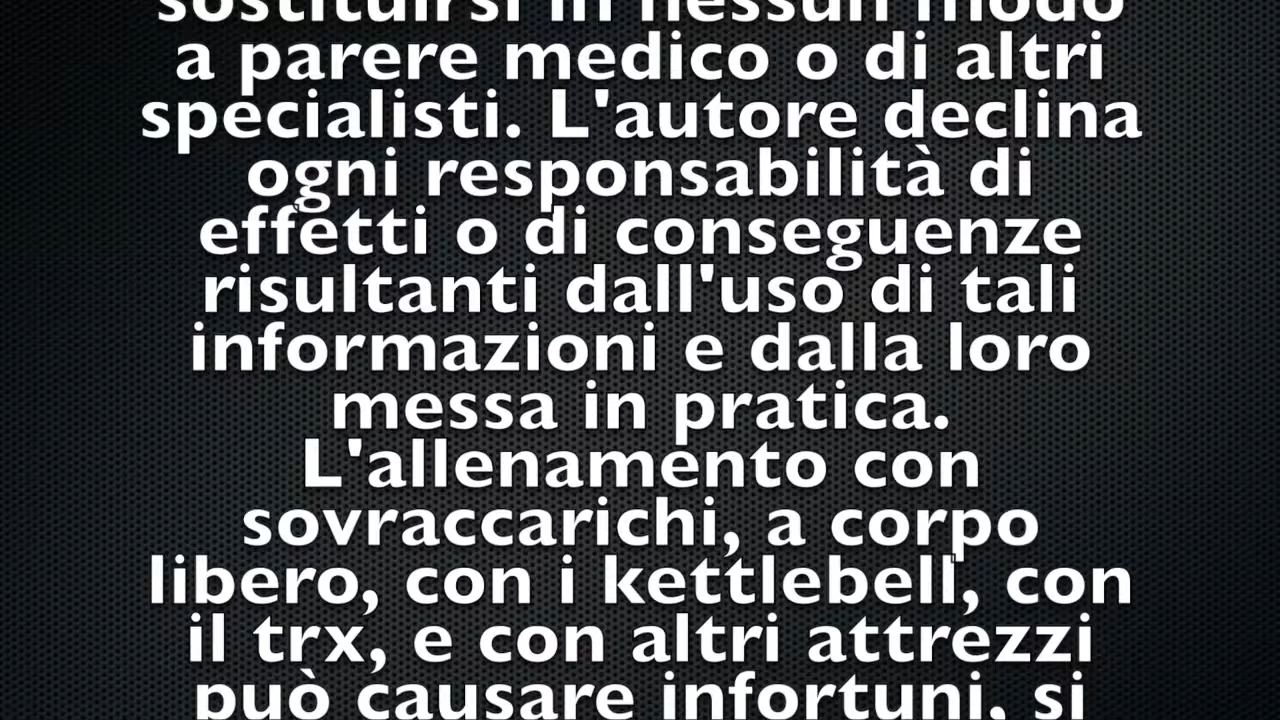 sostituirsi in nessun modo
a parere medico o di altri
specialisti. L'autore declina
ogni responsabilità di
effetti o di conseguenze
risultanti dall'uso di tali
informazioni e dalla loro
messa in pratica.
L'allenamento con
sovraccarichi, a corpo
libero, con i kettlebell, con
il trx, e con altri attrezzi
può causare infortuni, si